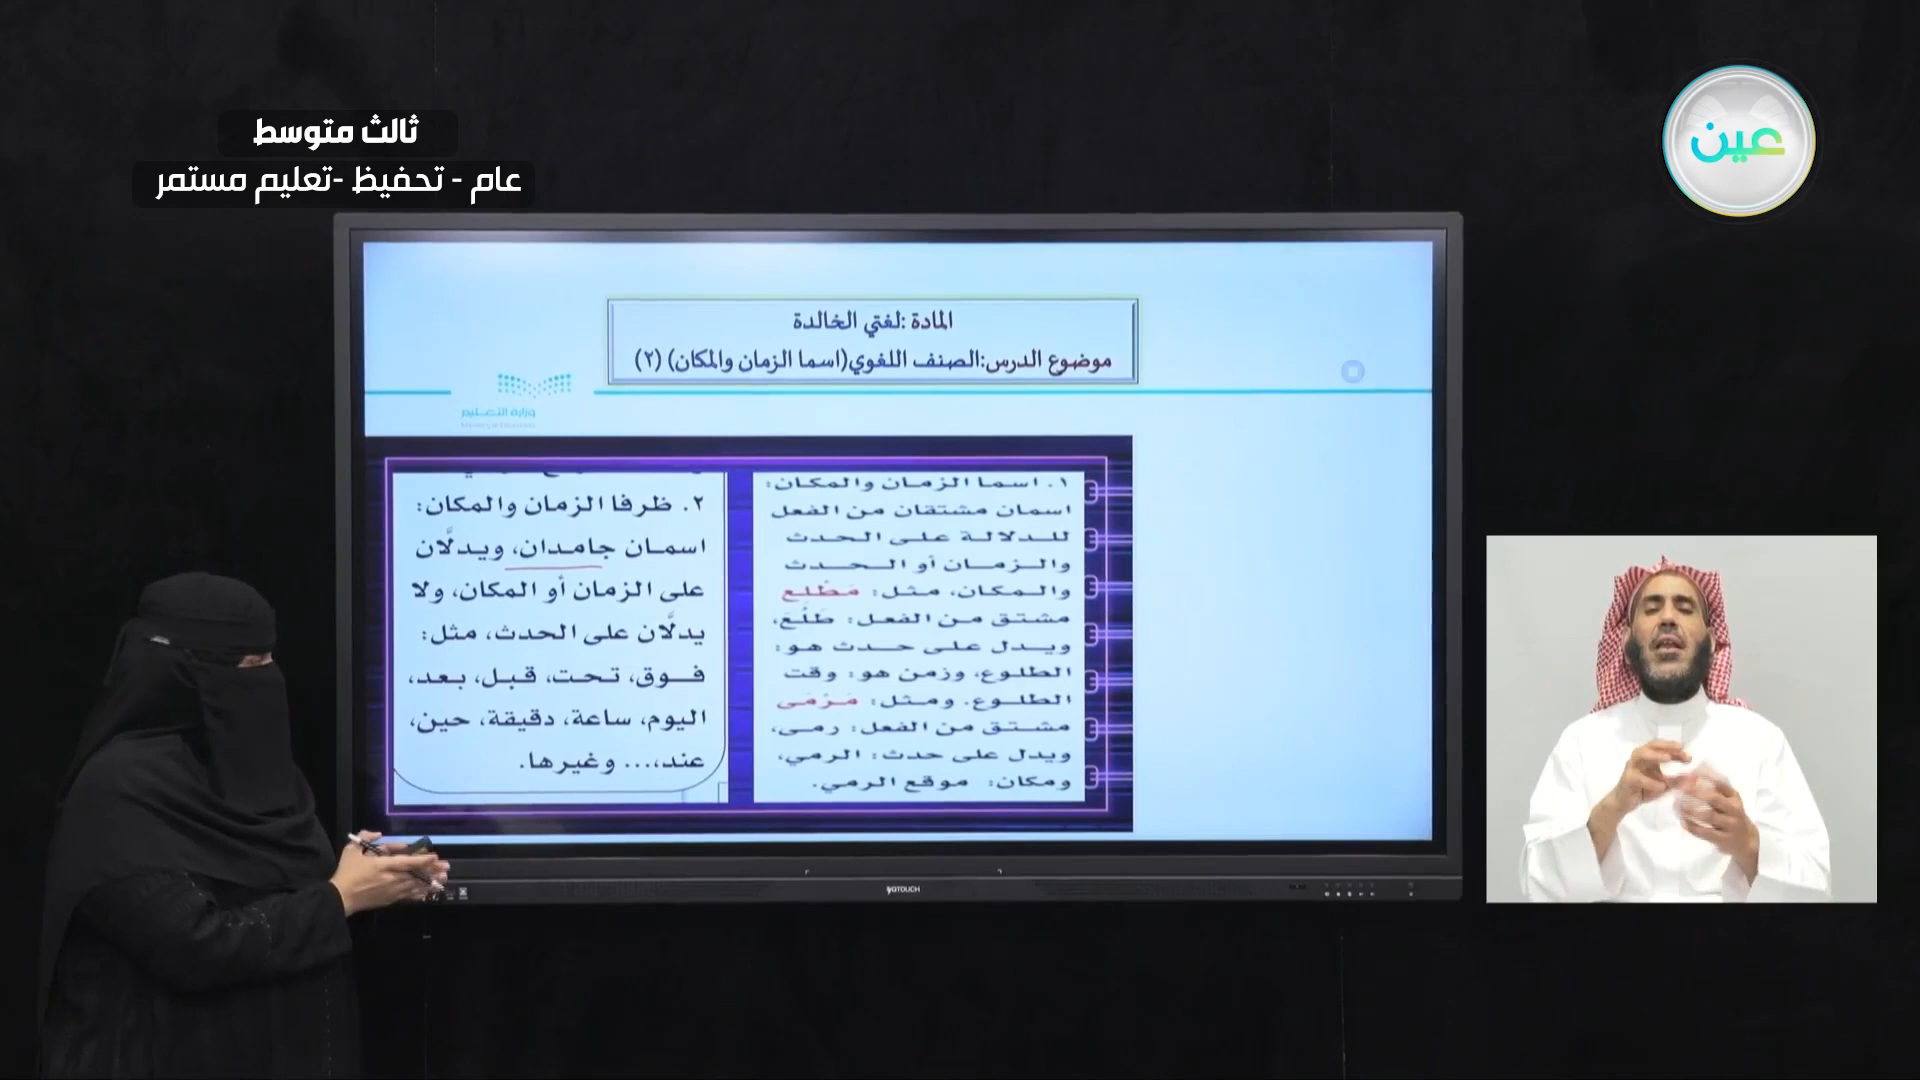 ثالث متوسط
عام - تحفيظ -تعليم مستمر
عين
المادة :لغتي الخالدة
موضوع الدرس:الصنف اللغوي(اسما الزمان والمكان) (٢)
وزارة التعليم
١. اسما الزمان والمكان:
اسمان مشتقان من الفعل
للدلالة على الحدث
والزمان أو الحدث
والمكان، مثل: مَطْلِع
مشتق من الفعل: طَلَعَ،
ويدل على حدث هو:
الطلوع، وزمن هو: وقت
الطلوع. ومثل: مَرْمَى
مشتق من الفعل: رمى،
ويدل على حدث: الرمي،
ومكان: موقع الرمي.
٢. ظرفا الزمان والمكان:
اسمان جامدان، ويدلَّان
على الزمان أو المكان، ولا
يدلَّان على الحدث، مثل:
فوق، تحت، قبل، بعد،
اليوم، ساعة، دقيقة، حين،
عند،... وغيرها.